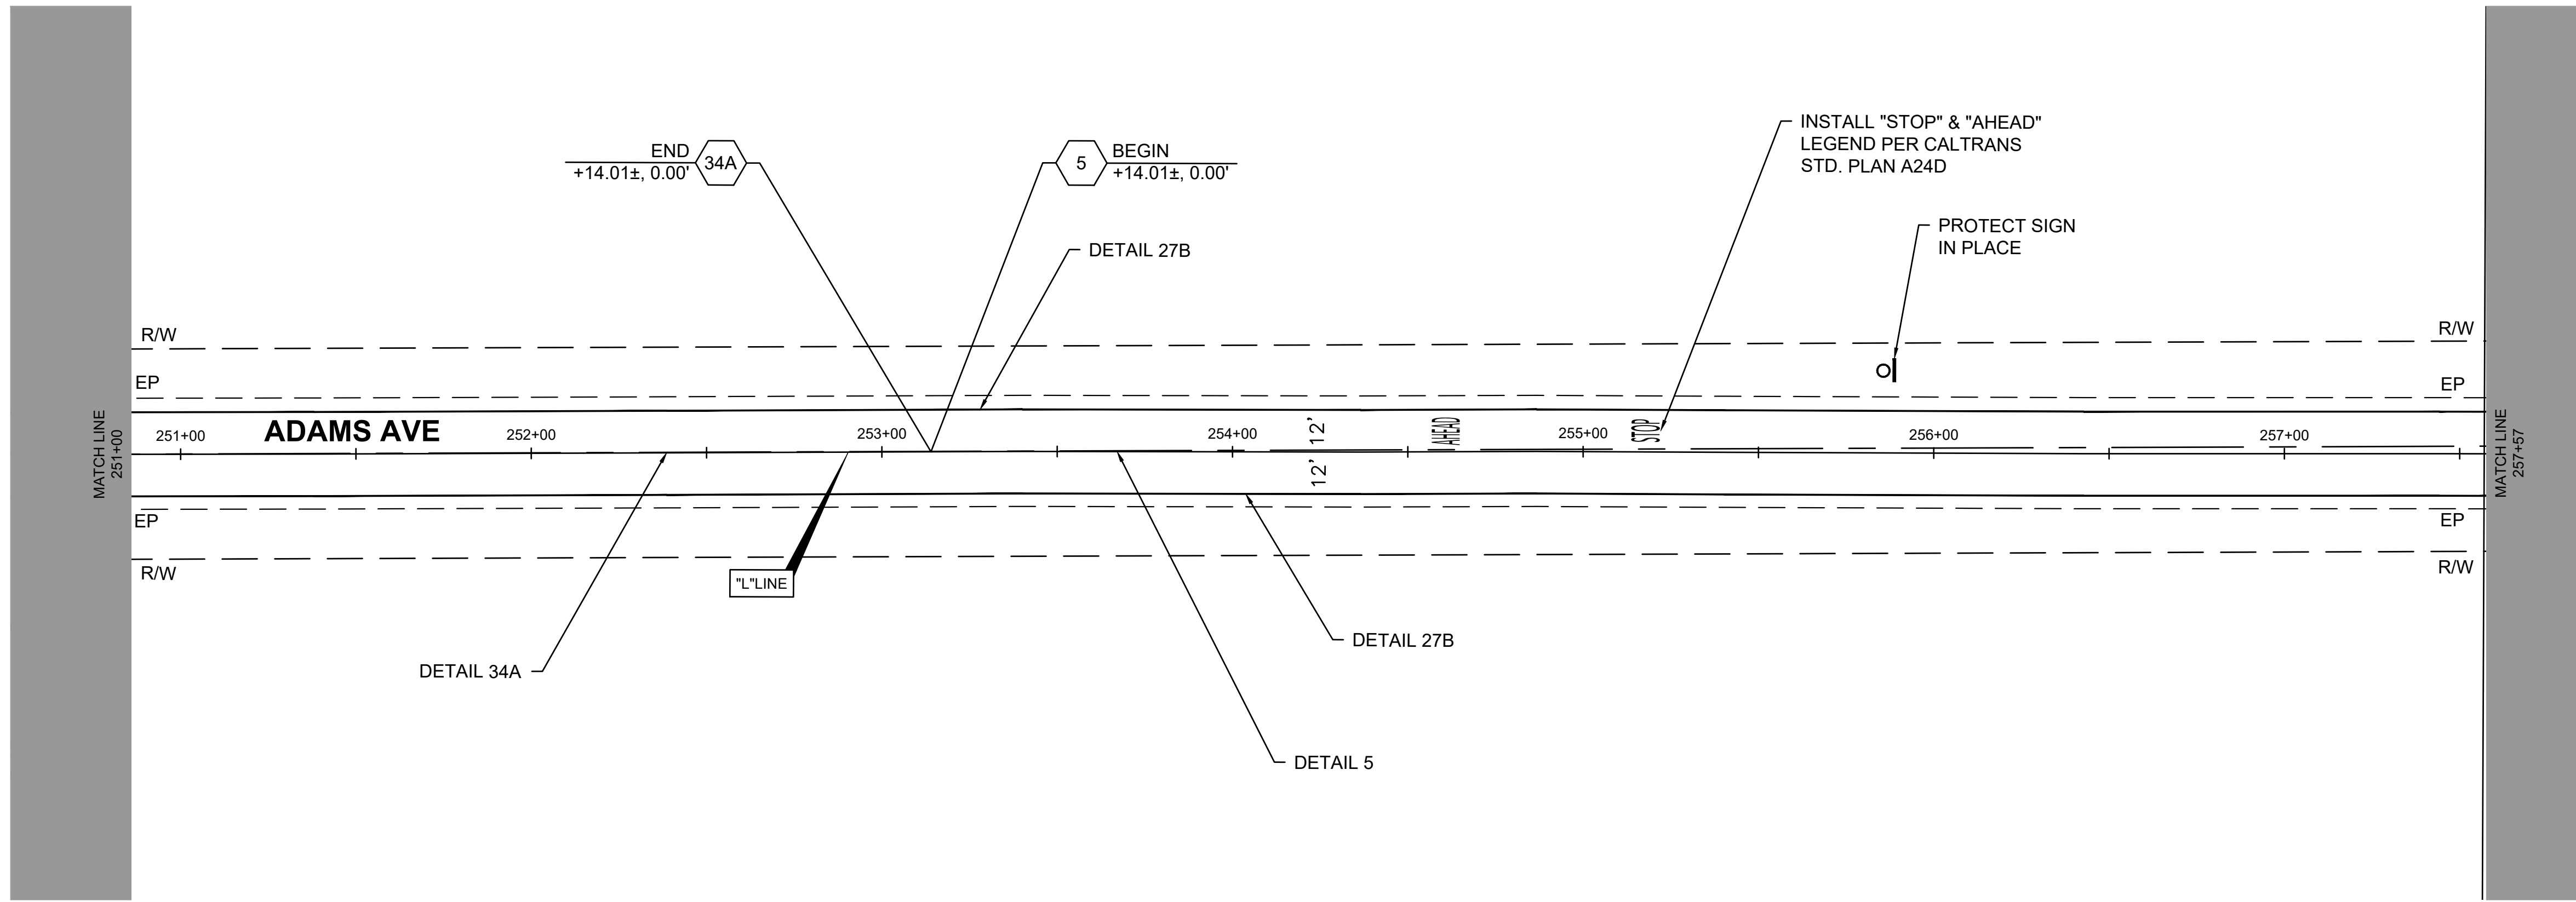 INSTALL "STOP" & "AHEAD"
LEGEND PER CALTRANS
STD. PLAN A24D
END
+14.01±, 0.00'
34A
5
BEGIN
+14.01±, 0.00'
PROTECT SIGN
IN PLACE
DETAIL 27B
R/W
R/W
EP
EP
MATCH LINE
251+00
251+00
ADAMS AVE
252+00
253+00
254+00
12'
12'
AHEAD
255+00
STOP
256+00
257+00
MATCH LINE
257+57
EP
EP
R/W
R/W
"L"LINE
DETAIL 27B
DETAIL 34A
DETAIL 5